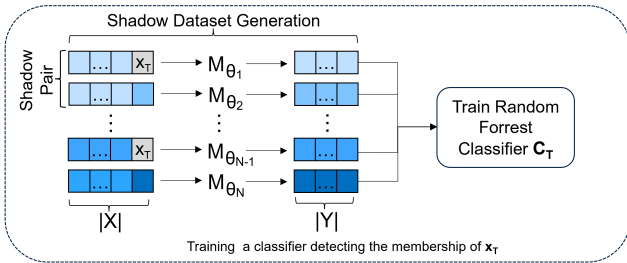 Shadow Dataset Generation
Shadow Pair
... x_T M_θ1 ...
... M_θ2 ...
⋮ ⋮ ⋮
... x_T M_θN-1 ...
... M_θN ...
Train Random
Forrest
Classifier C_T
|X| |Y|
Training a classifier detecting the membership of x_T